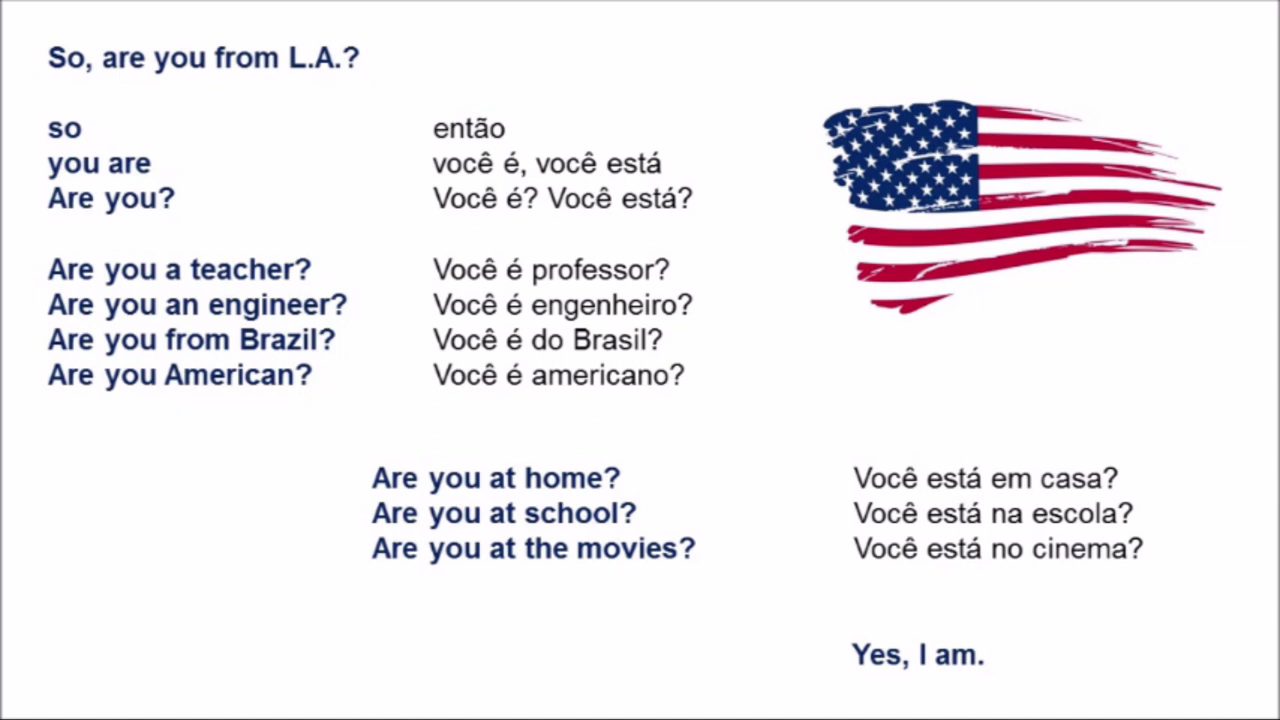 So, are you from L.A.?
so então
you are você é, você está
Are you? Você é? Você está?
Are you a teacher? Você é professor?
Are you an engineer? Você é engenheiro?
Are you from Brazil? Você é do Brasil?
Are you American? Você é americano?
Are you at home? Você está em casa?
Are you at school? Você está na escola?
Are you at the movies? Você está no cinema?
Yes, I am.